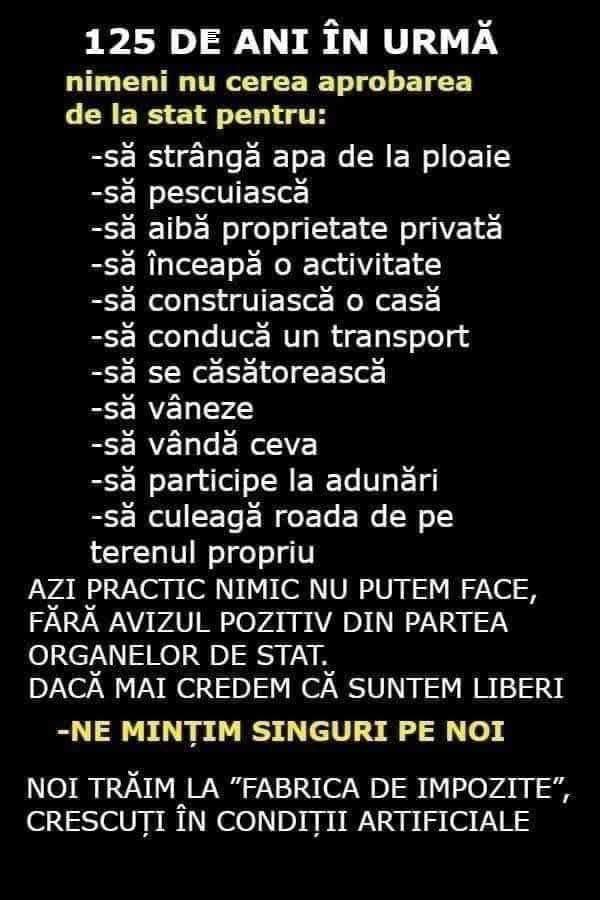 125 DE ANI ÎN URMĂ
nimeni nu cerea aprobarea
de la stat pentru:
-să strângă apa de la ploaie
-să pescuiască
-să aibă proprietate privată
-să înceapă o activitate
-să construiască o casă
-să conducă un transport
-să se căsătorească
-să vâneze
-să vândă ceva
-să participe la adunări
-să culeagă roada de pe
terenul propriu
AZI PRACTIC NIMIC NU PUTEM FACE,
FĂRĂ AVIZUL POZITIV DIN PARTEA
ORGANELOR DE STAT.
DACĂ MAI CREDEM CĂ SUNTEM LIBERI
-NE MINȚIM SINGURI PE NOI
NOI TRĂIM LA ”FABRICA DE IMPOZITE”,
CRESCUȚI ÎN CONDIȚII ARTIFICIALE